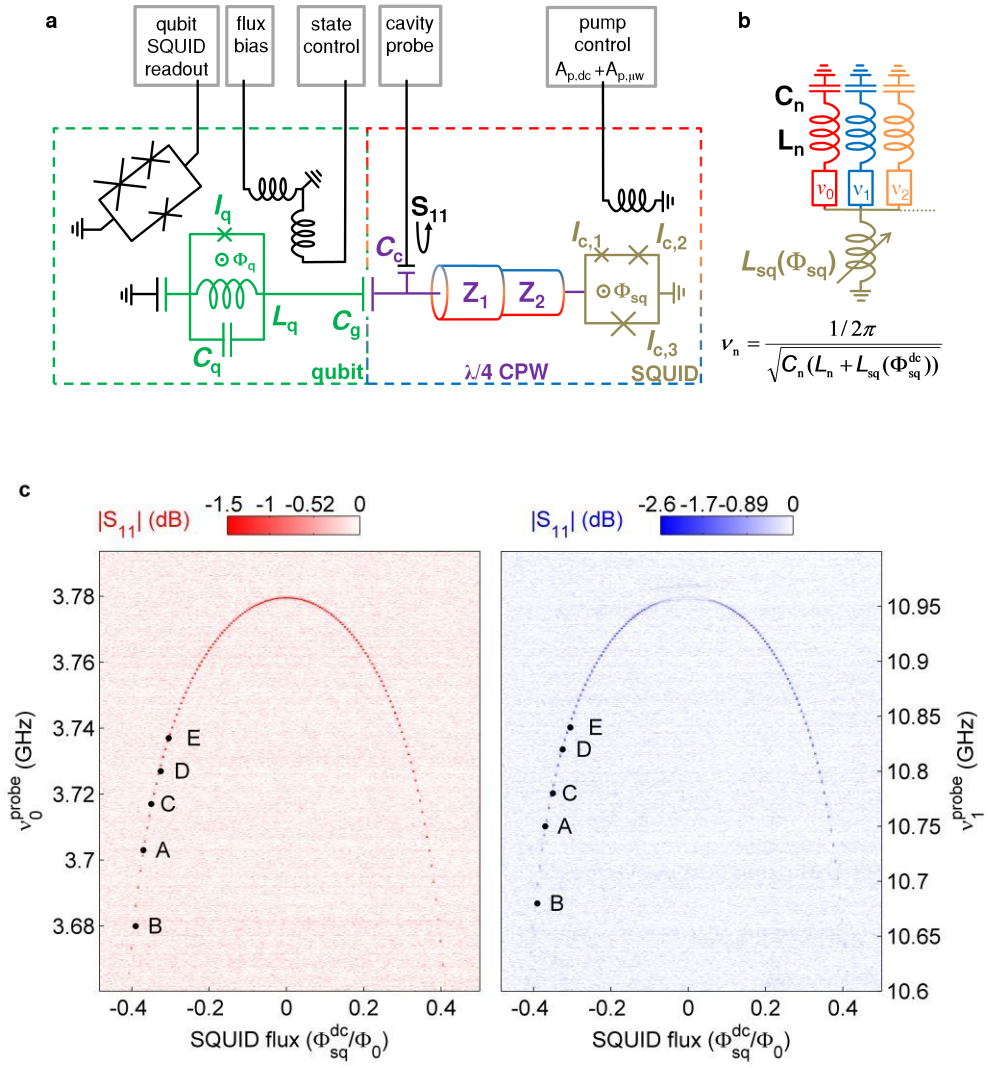 a
qubit
SQUID
readout
flux
bias
state
control
cavity
probe
pump
control
A_p,dc + A_p,μw
I_q
Φ_q
L_q
C_q
C_g
qubit
S_11
C_c
Z_1
Z_2
λ/4 CPW
I_c,1
I_c,2
Φ_sq
I_c,3
SQUID
b
C_n
L_n
ν_0
ν_1
ν_2
L_sq(Φ_sq)
ν_n = 1/2π / √(C_n(L_n + L_sq(Φ_sq^dc)))
c
|S_11| (dB)
-1.5 -1 -0.52 0
3.78
3.76
3.74
3.72
3.7
3.68
ν_0^probe (GHz)
E
D
C
A
B
-0.4 -0.2 0 0.2 0.4
SQUID flux (Φ_sq^dc/Φ_0)
|S_11| (dB)
-2.6 -1.7 -0.89 0
E
D
C
A
B
10.95
10.9
10.85
10.8
10.75
10.7
10.65
10.6
ν_1^probe (GHz)
-0.4 -0.2 0 0.2 0.4
SQUID flux (Φ_sq^dc/Φ_0)